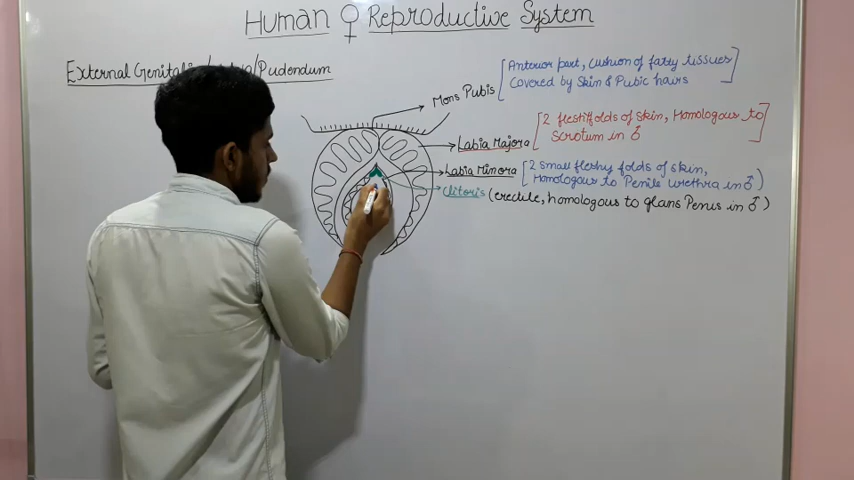 Human ♀ Reproductive System
External Genitalia / Pudendum
Mons Pubis [Anterior part, cushion of fatty tissues
Covered by Skin & Pubic hairs]
Labia Majora [2 fleshy folds of skin, Homologous to
Scrotum in ♂]
Labia Minora [2 small fleshy folds of skin,
Homologous to Penile urethra in ♂)
Clitoris (erectile, homologous to glans Penis in ♂)